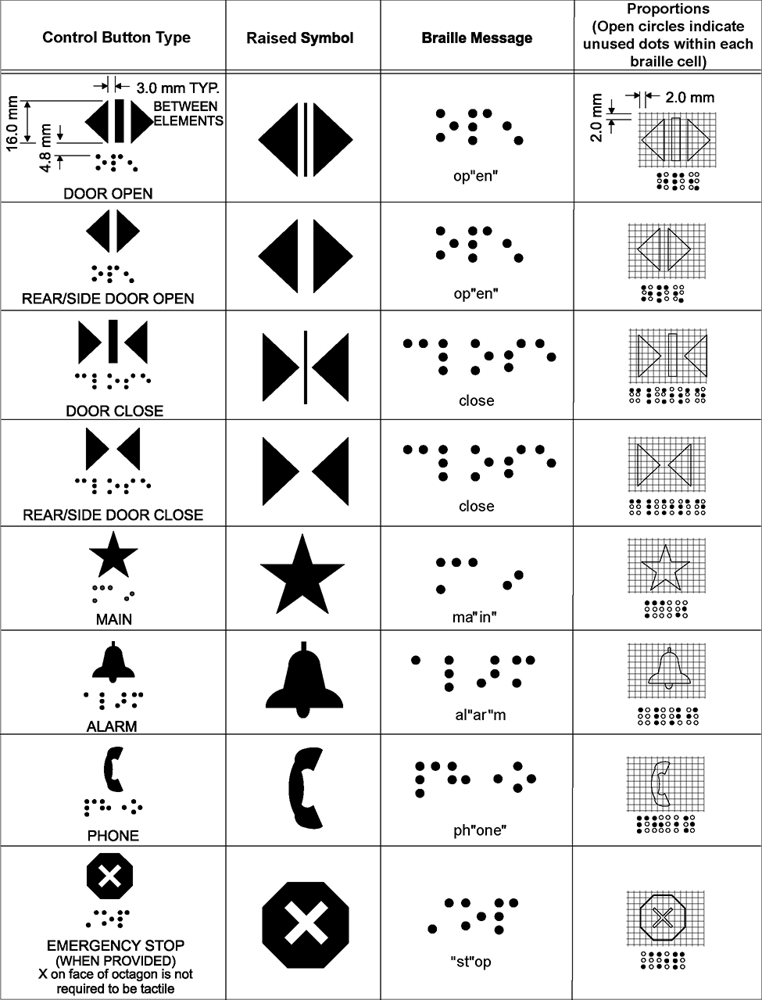 Control Button Type
Raised Symbol
Braille Message
Proportions
(Open circles indicate
unused dots within each
braille cell)
3.0 mm TYP.
BETWEEN
ELEMENTS
16.0 mm
4.8 mm
DOOR OPEN
op"en"
2.0 mm
2.0 mm
REAR/SIDE DOOR OPEN
op"en"
DOOR CLOSE
close
REAR/SIDE DOOR CLOSE
close
MAIN
ma"in"
ALARM
al"ar"m
PHONE
ph"one"
EMERGENCY STOP
(WHEN PROVIDED)
X on face of octagon is not
required to be tactile
"st"op